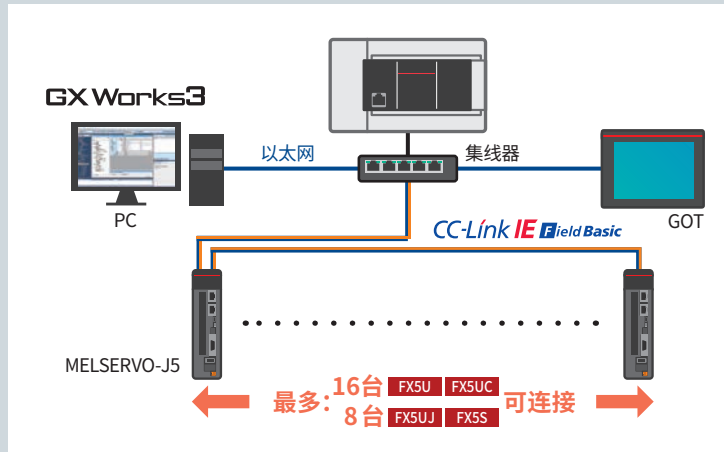 GX Works3
以太网
集线器
PC
GOT
CC-Link IE Field Basic
MELSERVO-J5
最多：16台 FX5U FX5UC 可连接
8台 FX5UJ FX5S